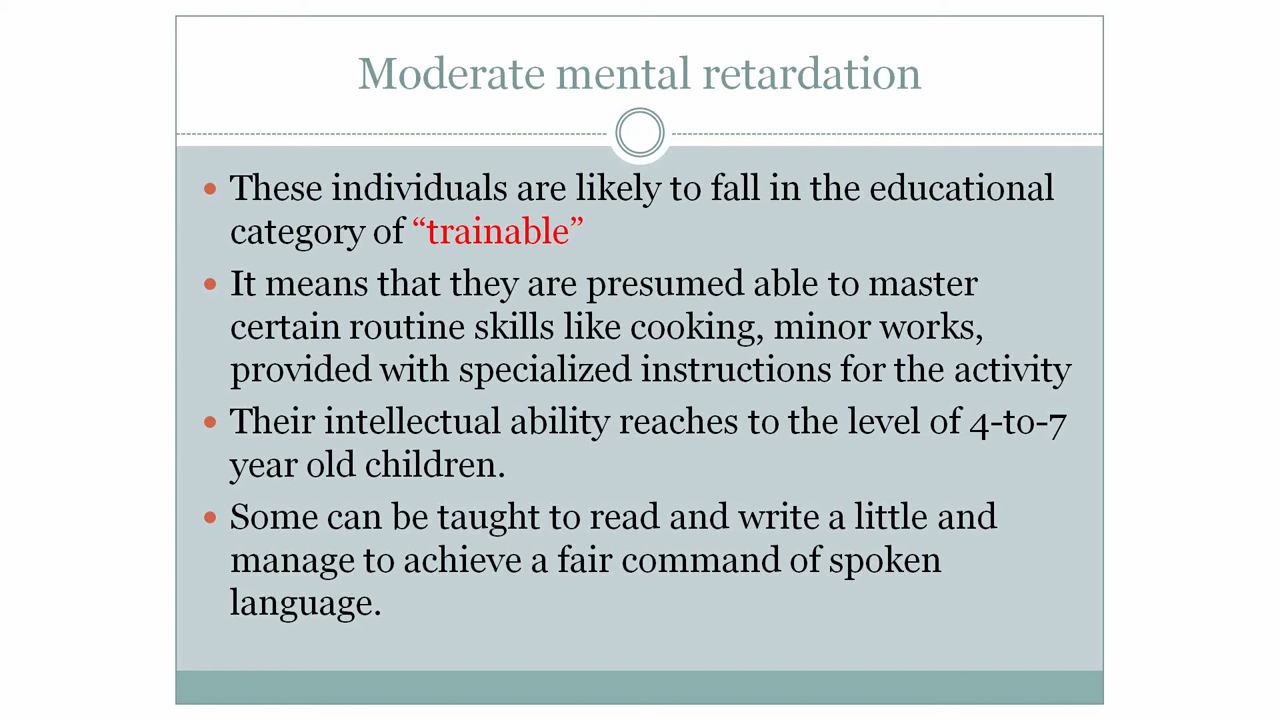 Moderate mental retardation
• These individuals are likely to fall in the educational
category of “trainable”
• It means that they are presumed able to master
certain routine skills like cooking, minor works,
provided with specialized instructions for the activity
• Their intellectual ability reaches to the level of 4-to-7
year old children.
• Some can be taught to read and write a little and
manage to achieve a fair command of spoken
language.